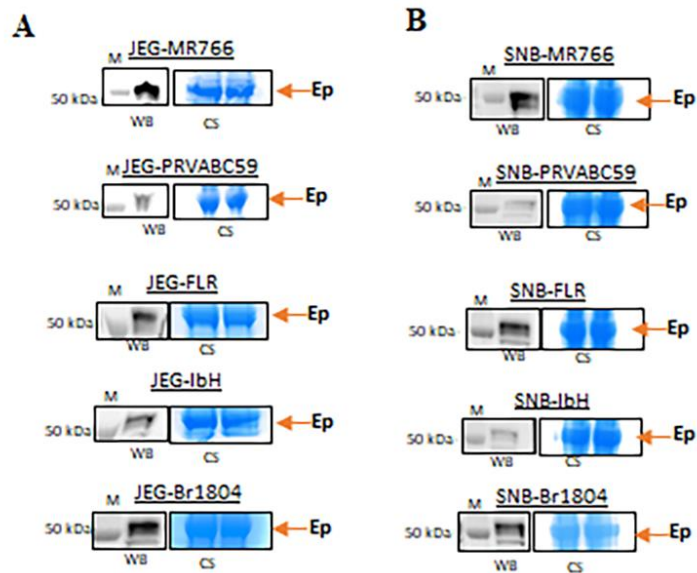 A
JEG-MR766
M
50 kDa
Ep
WB
CS
JEG-PRVABC59
M
50 kDa
Ep
WB
CS
JEG-FLR
M
50 kDa
Ep
WB
CS
JEG-IbH
M
50 kDa
Ep
WB
CS
JEG-Br1804
M
50 kDa
Ep
WB
CS
B
SNB-MR766
M
50 kDa
Ep
WB
CS
SNB-PRVABC59
M
50 kDa
Ep
WB
CS
SNB-FLR
M
50 kDa
Ep
WB
CS
SNB-IbH
M
50 kDa
Ep
WB
CS
SNB-Br1804
M
50 kDa
Ep
WB
CS